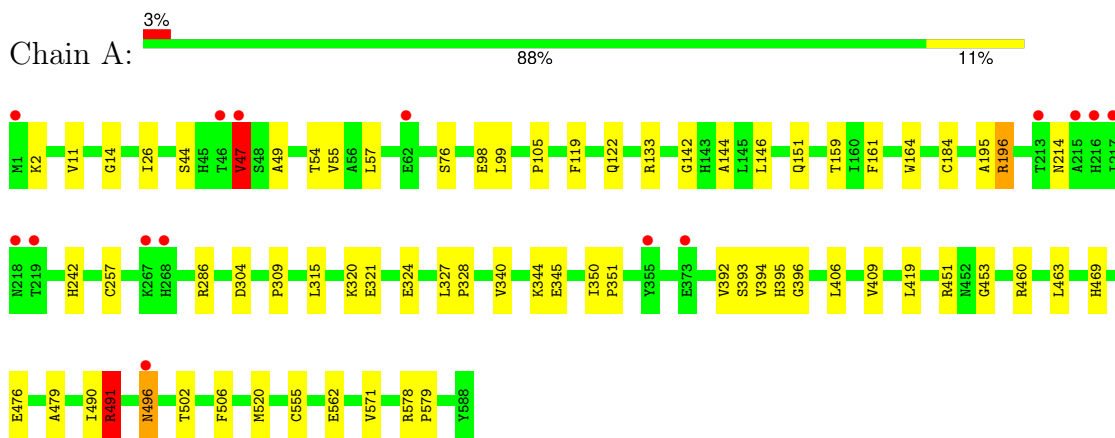 3%
Chain A:
88% 11%
M1 K2 V11 G14 I26 S44 H45 T46 V47 S48 A49 T54 V55 A56 L57 E62 S76 E98 L99 P105 F119 Q122 R133 G142 H143 A144 L145 L146 Q151 T159 I160 F161 W164 C184 A195 R196 T213 N214 A215 H216 I217
N218 T219 H242 C257 K267 H268 R286 D304 P309 L315 K320 E321 E324 L327 P328 V340 K344 E345 I350 P351 Y355 E373 V392 S393 V394 H395 G396 L406 V409 L419 R451 N452 G453 R460 L463 H469
E476 A479 I490 R491 N496 T502 F506 M520 C555 E562 V571 R578 P579 Y588